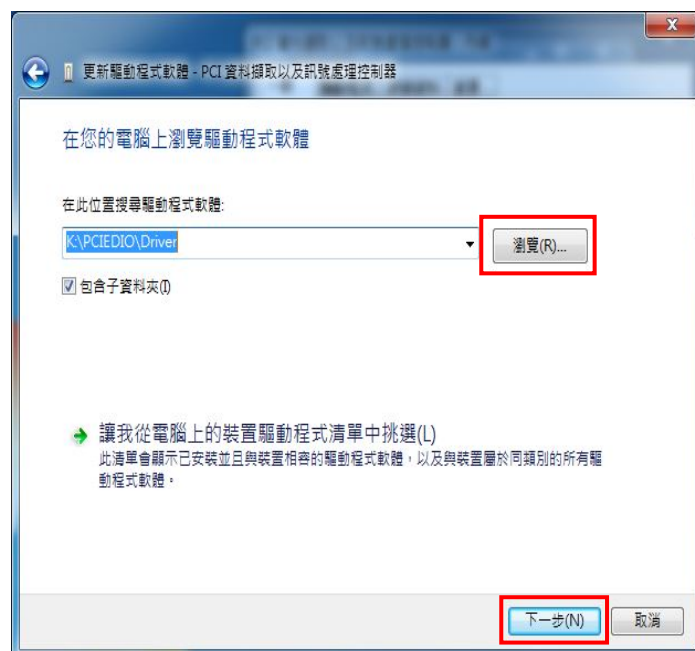 更新驅動程式軟體 - PCI 資料擷取以及訊號處理控制器
在您的電腦上瀏覽驅動程式軟體
在此位置搜尋驅動程式軟體:
K:\PCIEDIO\Driver
瀏覽(R)...
包含子資料夾(I)
讓我從電腦上的裝置驅動程式清單中挑選(L)
此清單會顯示已安裝並且與裝置相容的驅動程式軟體，以及與裝置屬於同類別的所有驅
動程式軟體。
下一步(N)
取消